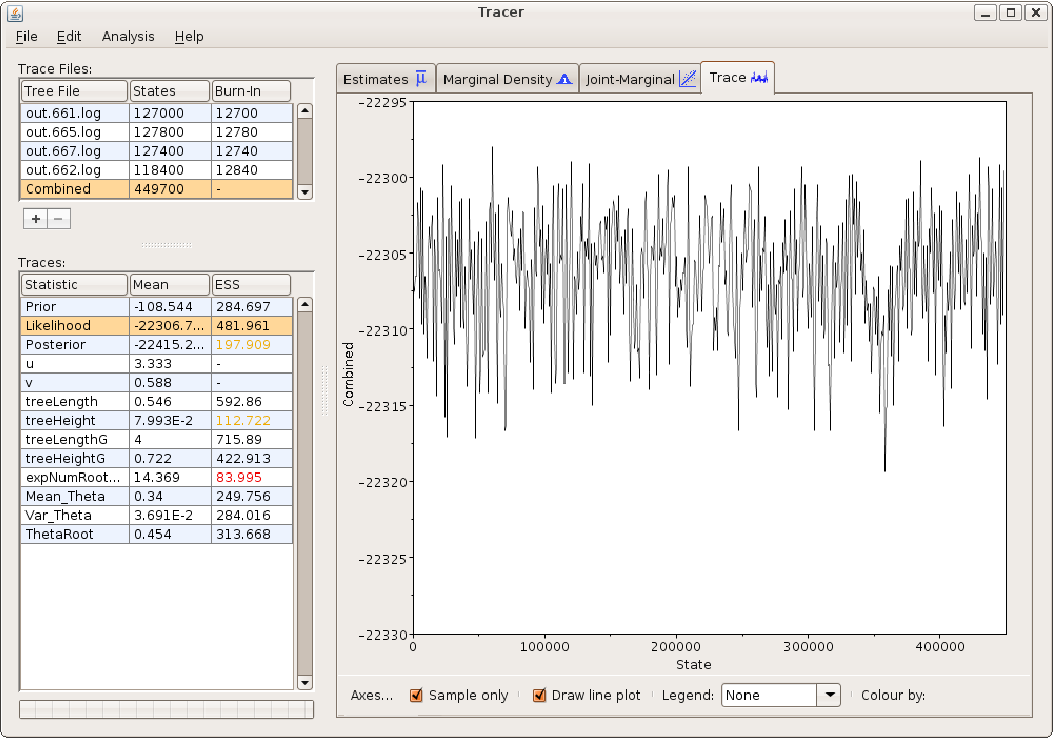 Tracer
File Edit Analysis Help
Trace Files:
Tree File States Burn-In
out.661.log 127000 12700
out.665.log 127800 12780
out.667.log 127400 12740
out.662.log 118400 12840
Combined 449700 -
+ −
Traces:
Statistic Mean ESS
Prior -108.544 284.697
Likelihood -22306.7... 481.961
Posterior -22415.2... 197.909
u 3.333 -
v 0.588 -
treeLength 0.546 592.86
treeHeight 7.993E-2 112.722
treeLengthG 4 715.89
treeHeightG 0.722 422.913
expNumRoot... 14.369 83.995
Mean_Theta 0.34 249.756
Var_Theta 3.691E-2 284.016
ThetaRoot 0.454 313.668
Estimates μ Marginal Density Joint-Marginal Trace
-22295
-22300
-22305
-22310
-22315
-22320
-22325
-22330
Combined
0 100000 200000 300000 400000
State
Axes... Sample only Draw line plot Legend: None Colour by: